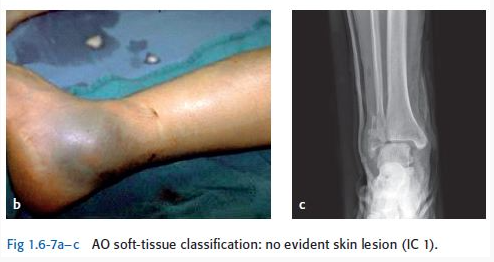 b
c
Fig 1.6-7a–c AO soft-tissue classification: no evident skin lesion (IC 1).